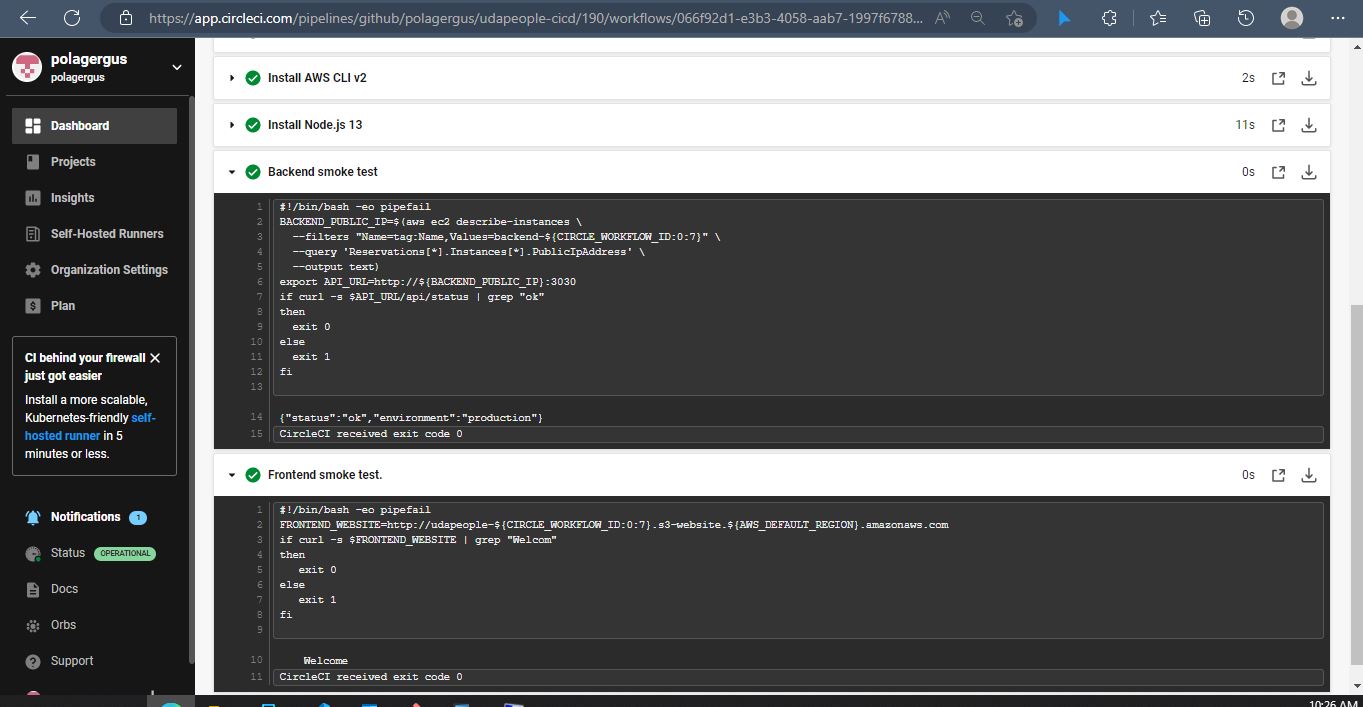 https://app.circleci.com/pipelines/github/polagergus/udapeople-cicd/190/workflows/066f92d1-e3b3-4058-aab7-1997f6788...
polagergus
polagergus
Dashboard
Projects
Insights
Self-Hosted Runners
Organization Settings
Plan
CI behind your firewall
just got easier
Install a more scalable,
Kubernetes-friendly self-
hosted runner in 5
minutes or less.
Notifications 1
Status OPERATIONAL
Docs
Orbs
Support
Install AWS CLI v2 2s
Install Node.js 13 11s
Backend smoke test 0s
1 #!/bin/bash -eo pipefail
2 BACKEND_PUBLIC_IP=$(aws ec2 describe-instances \
3   --filters "Name=tag:Name,Values=backend-${CIRCLE_WORKFLOW_ID:0:7}" \
4   --query 'Reservations[*].Instances[*].PublicIpAddress' \
5   --output text)
6 export API_URL=http://${BACKEND_PUBLIC_IP}:3030
7 if curl -s $API_URL/api/status | grep "ok"
8 then
9   exit 0
10 else
11   exit 1
12 fi
13
14 {"status":"ok","environment":"production"}
15 CircleCI received exit code 0
Frontend smoke test. 0s
1 #!/bin/bash -eo pipefail
2 FRONTEND_WEBSITE=http://udapeople-${CIRCLE_WORKFLOW_ID:0:7}.s3-website.${AWS_DEFAULT_REGION}.amazonaws.com
3 if curl -s $FRONTEND_WEBSITE | grep "Welcom"
4 then
5    exit 0
6 else
7    exit 1
8 fi
9
10     Welcome
11 CircleCI received exit code 0
10:26 AM